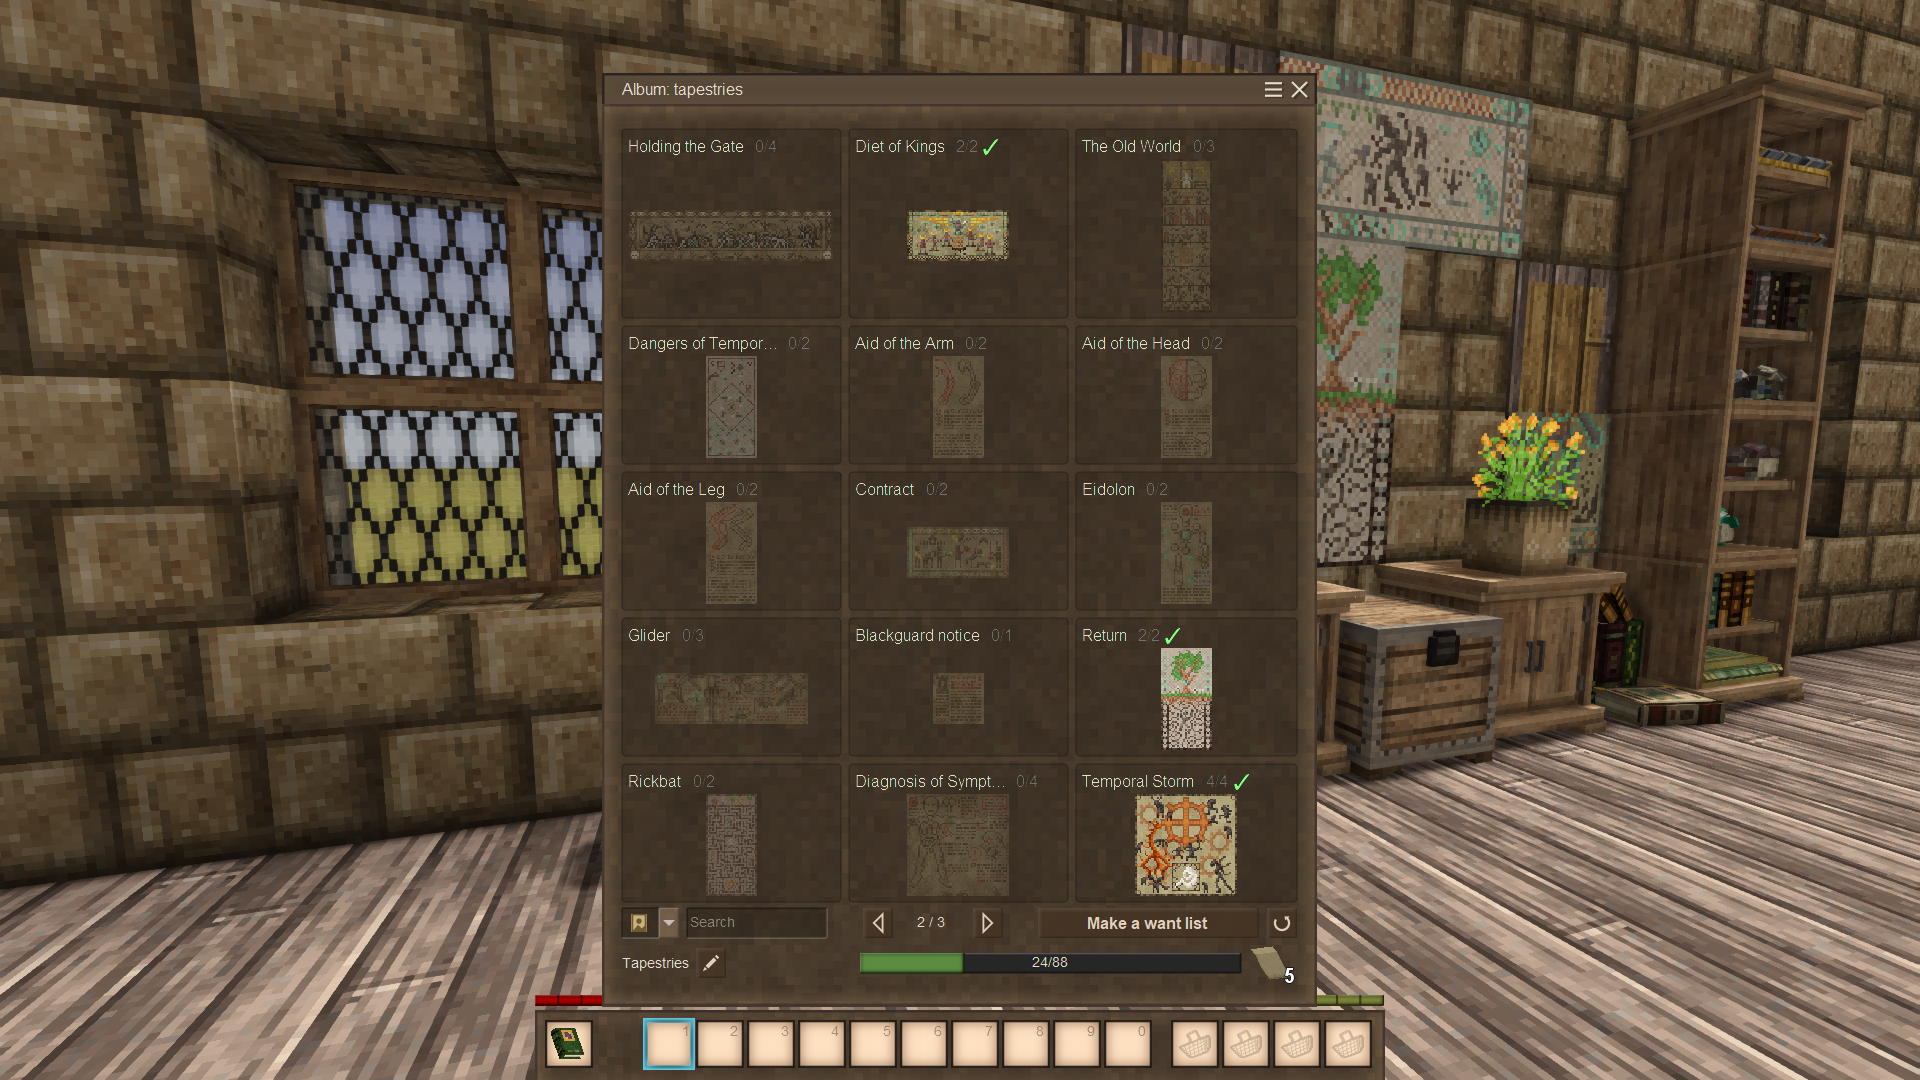 Album: tapestries
Holding the Gate 0/4
Diet of Kings 2/2
The Old World 0/3
Dangers of Tempor... 0/2
Aid of the Arm 0/2
Aid of the Head 0/2
Aid of the Leg 0/2
Contract 0/2
Eidolon 0/2
Glider 0/3
Blackguard notice 0/1
Return 2/2
Rickbat 0/2
Diagnosis of Sympt... 0/4
Temporal Storm 4/4
Search
2 / 3
Make a want list
Tapestries
24/88
5
1 2 3 4 5 6 7 8 9 0